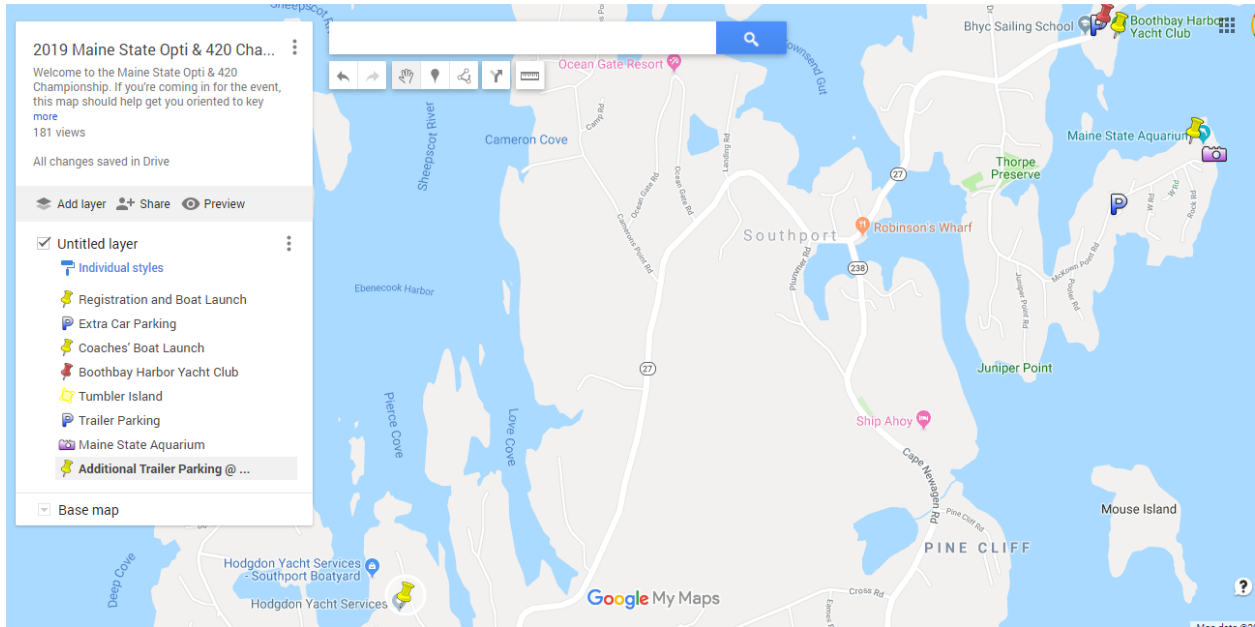 2019 Maine State Opti & 420 Cha...
Welcome to the Maine State Opti & 420
Championship. If you're coming in for the event,
this map should help get you oriented to key
more
181 views
All changes saved in Drive
Add layer
Share
Preview
Untitled layer
Individual styles
Registration and Boat Launch
Extra Car Parking
Coaches' Boat Launch
Boothbay Harbor Yacht Club
Tumbler Island
Trailer Parking
Maine State Aquarium
Additional Trailer Parking @ ...
Base map
Sheepscot River
Ocean Gate Resort
Townsend Gut
Bhyc Sailing School
P
Boothbay Harbor
Yacht Club
Cameron Cove
Camp Rd
Landing Rd
Ocean Gate Rd
Ocean Gate Rd
Camerons Point Rd
27
Maine State Aquarium
Thorpe
Preserve
P
W Rd
Rock Rd
McKown Point Rd
Juniper Point Rd
Southport
Robinson's Wharf
Plummer Rd
238
Ebenecook Harbor
27
Juniper Point
Pierce Cove
Love Cove
Ship Ahoy
Cape Newagen Rd
Pine Cliff Rd
PINE CLIFF
Mouse Island
Deep Cove
Hodgdon Yacht Services
- Southport Boatyard
Hodgdon Yacht Services
Google My Maps
Cross Rd
?